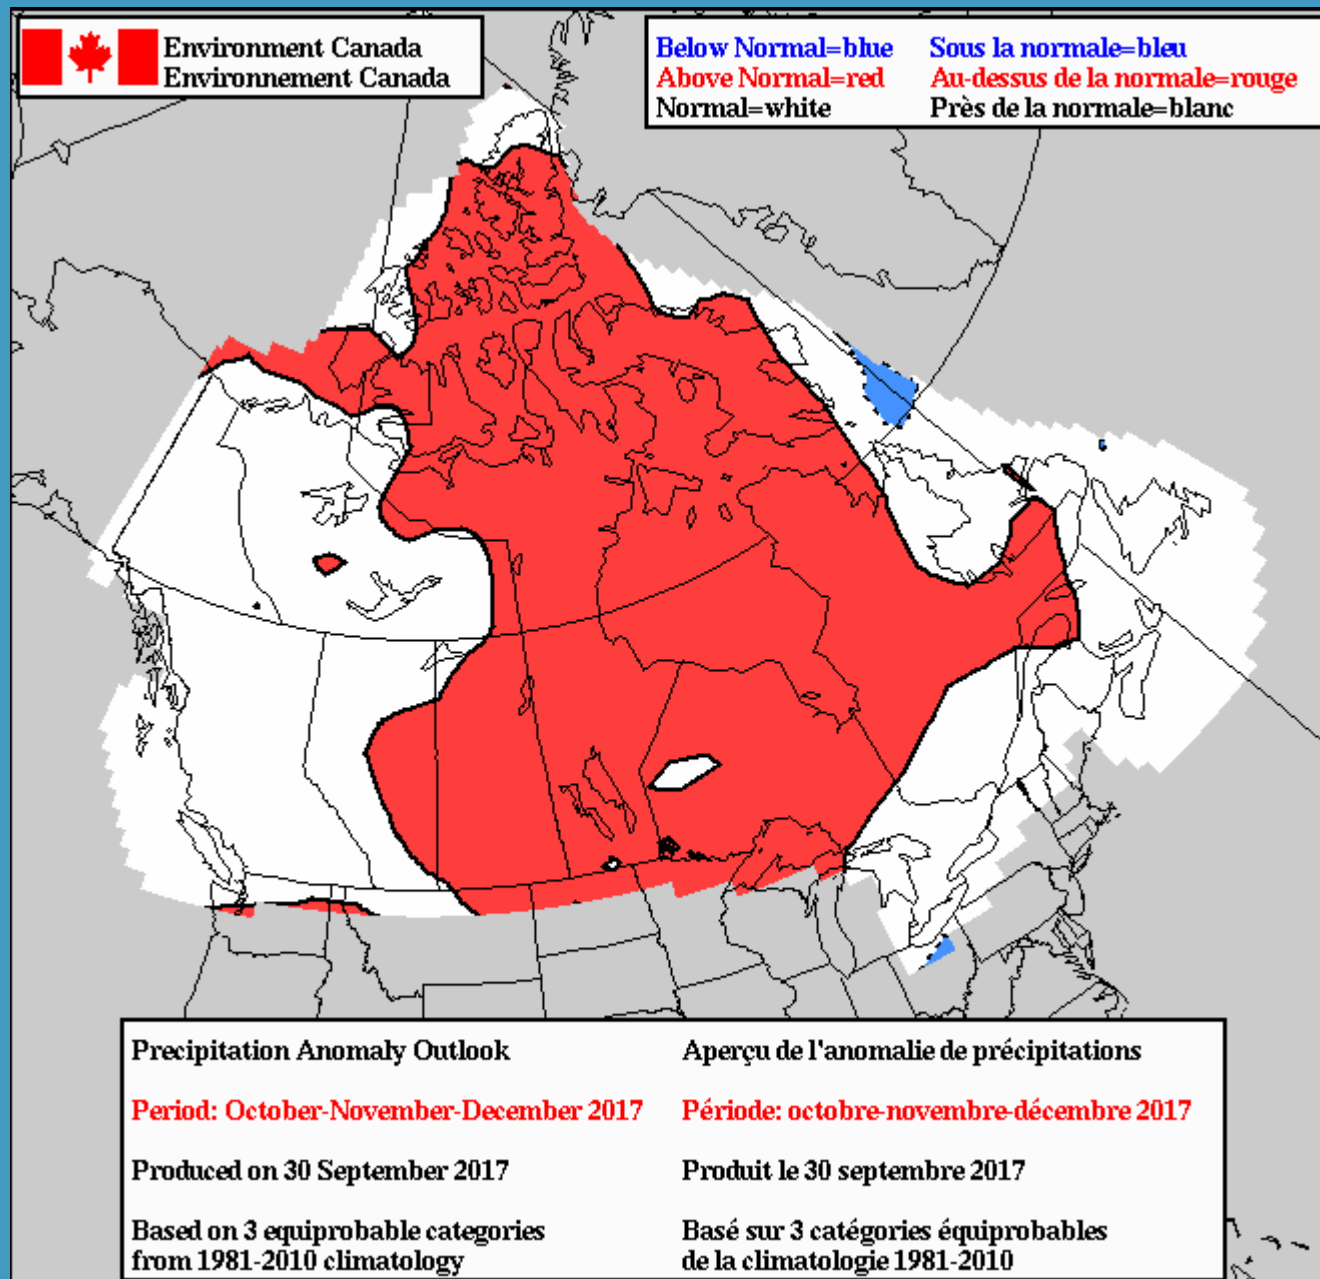 Environment Canada
Environnement Canada
Below Normal=blue Sous la normale=bleu
Above Normal=red Au-dessus de la normale=rouge
Normal=white Près de la normale=blanc
Precipitation Anomaly Outlook Aperçu de l'anomalie de précipitations
Period: October-November-December 2017 Période: octobre-novembre-décembre 2017
Produced on 30 September 2017 Produit le 30 septembre 2017
Based on 3 equiprobable categories Basé sur 3 catégories équiprobables
from 1981-2010 climatology de la climatologie 1981-2010